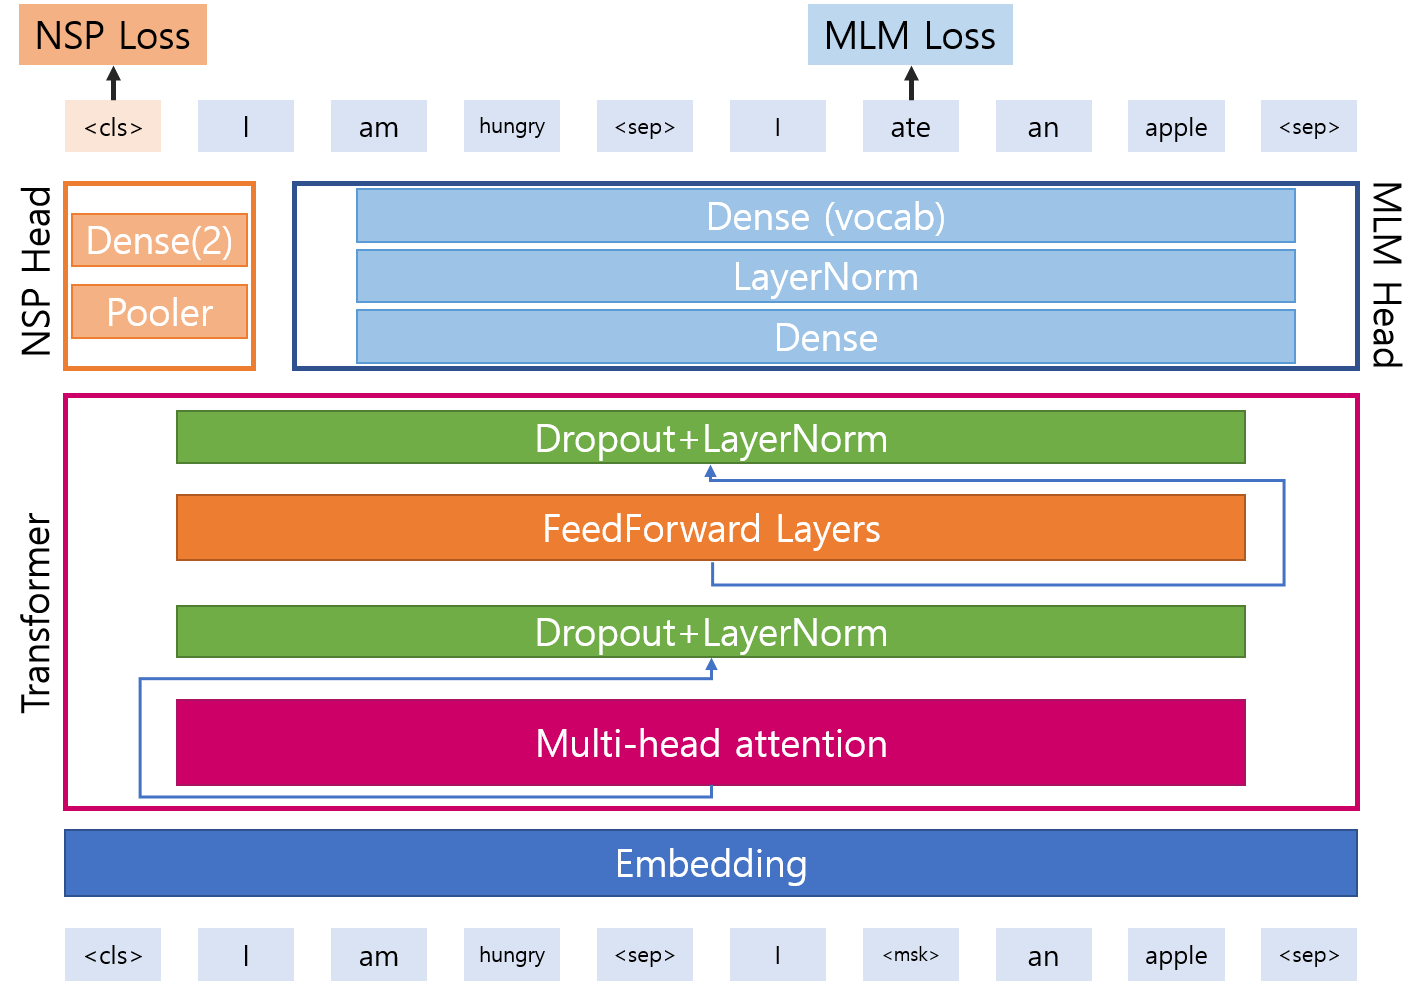 NSP Loss
MLM Loss
<cls> I am hungry <sep> I ate an apple <sep>
NSP Head
Dense(2)
Pooler
Dense (vocab)
LayerNorm
Dense
MLM Head
Transformer
Dropout+LayerNorm
FeedForward Layers
Dropout+LayerNorm
Multi-head attention
Embedding
<cls> I am hungry <sep> I <msk> an apple <sep>